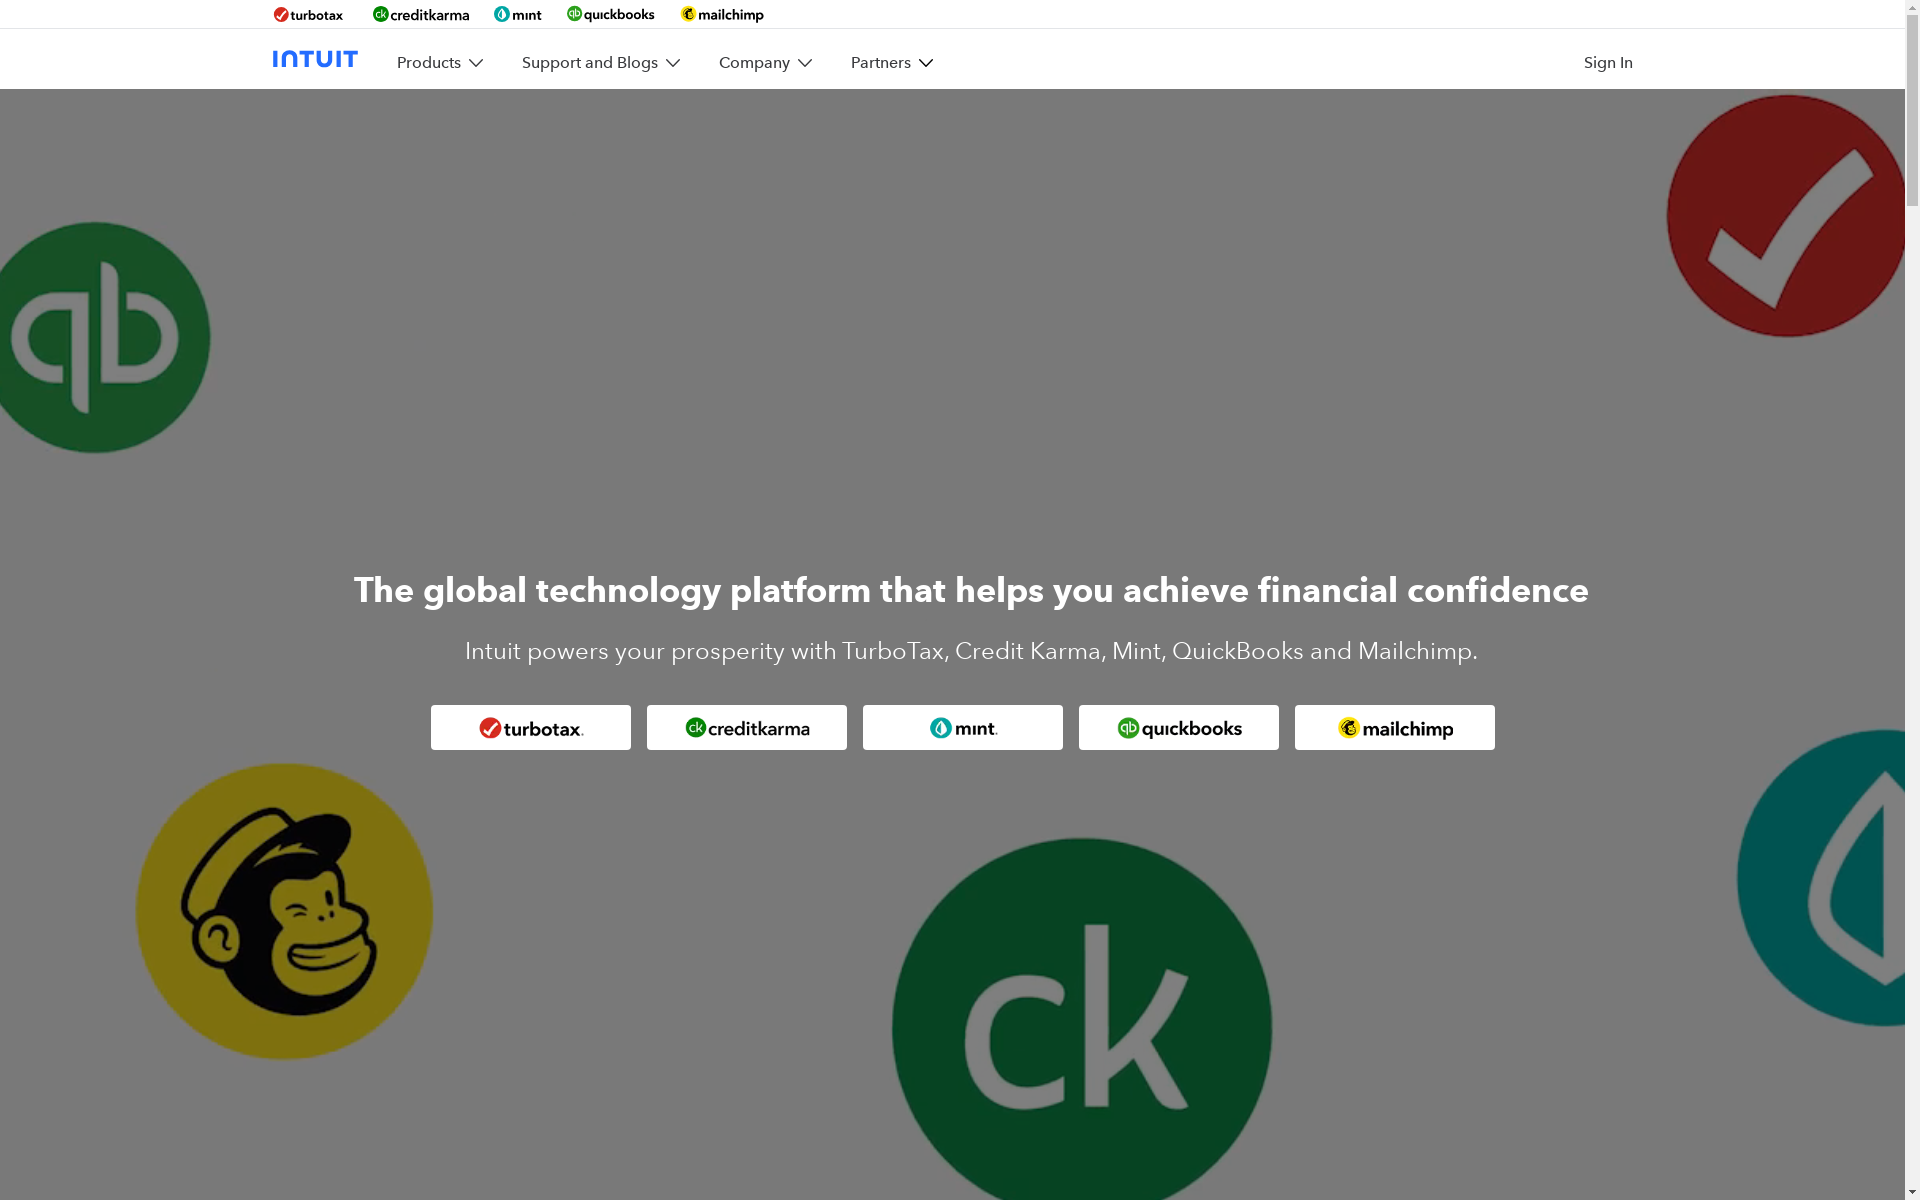 turbotax creditkarma mint quickbooks mailchimp
INTUIT Products Support and Blogs Company Partners Sign In
qb
The global technology platform that helps you achieve financial confidence
Intuit powers your prosperity with TurboTax, Credit Karma, Mint, QuickBooks and Mailchimp.
turbotax. creditkarma mint. quickbooks mailchimp
ck